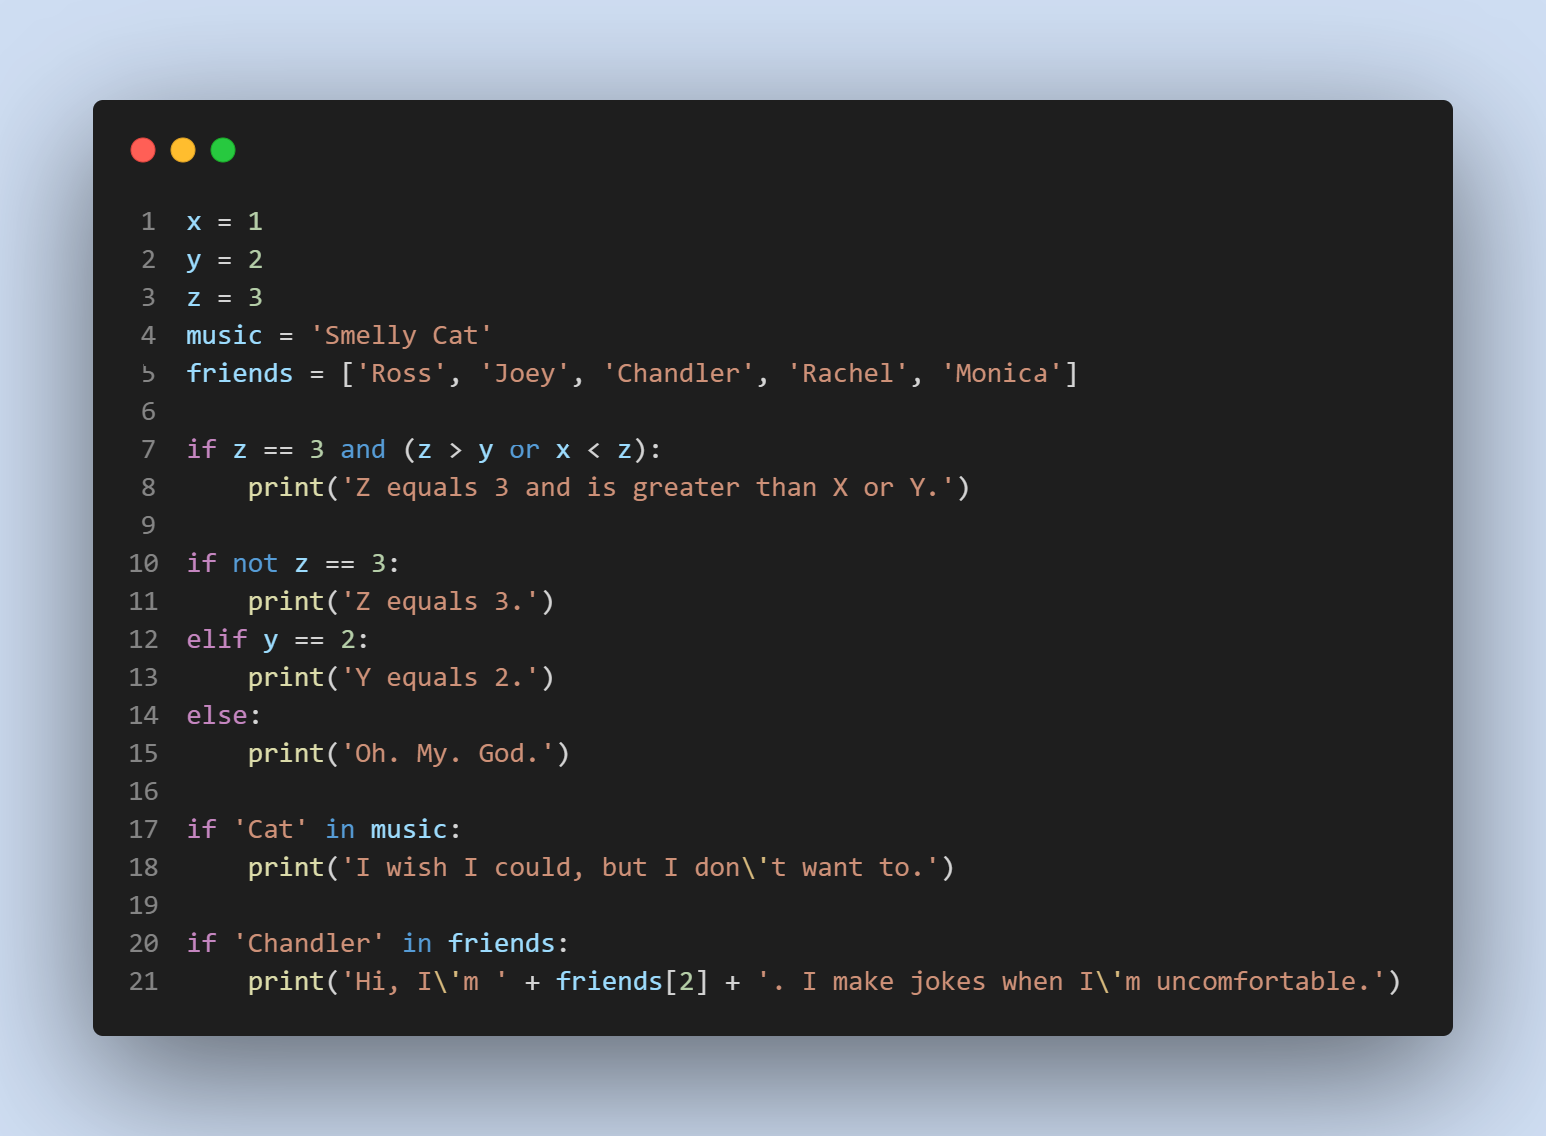 1 x = 1
2 y = 2
3 z = 3
4 music = 'Smelly Cat'
5 friends = ['Ross', 'Joey', 'Chandler', 'Rachel', 'Monica']
6
7 if z == 3 and (z > y or x < z):
8     print('Z equals 3 and is greater than X or Y.')
9
10 if not z == 3:
11     print('Z equals 3.')
12 elif y == 2:
13     print('Y equals 2.')
14 else:
15     print('Oh. My. God.')
16
17 if 'Cat' in music:
18     print('I wish I could, but I don\'t want to.')
19
20 if 'Chandler' in friends:
21     print('Hi, I\'m ' + friends[2] + '. I make jokes when I\'m uncomfortable.')